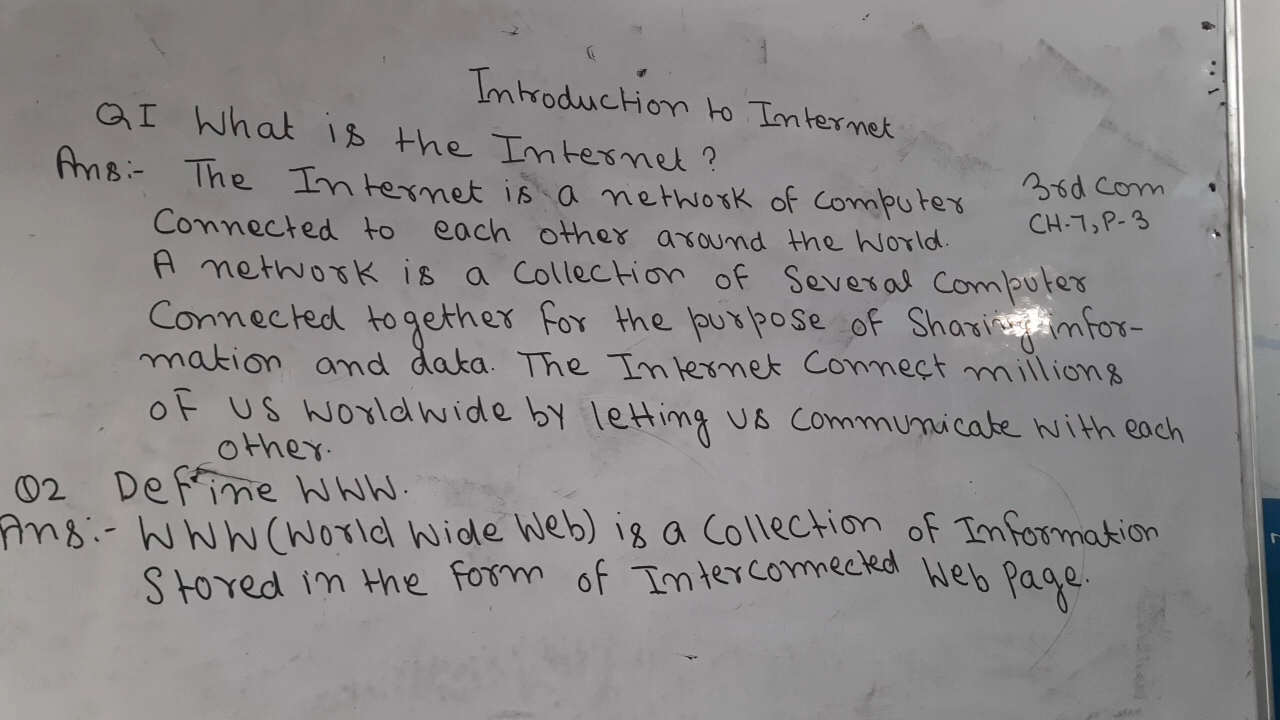 Introduction to Internet
Q1 What is the Internet?
Ans:- The Internet is a network of computer
3rd com
CH-7, P-3
Connected to each other around the world.
A network is a Collection of Several Computer
Connected together for the purpose of Sharing infor-
mation and data. The Internet Connect millions
of us worldwide by letting us communicate with each
other.
Q2 Define WWW.
Ans:- WWW (World Wide Web) is a Collection of Information
Stored in the form of Interconnected Web Page.